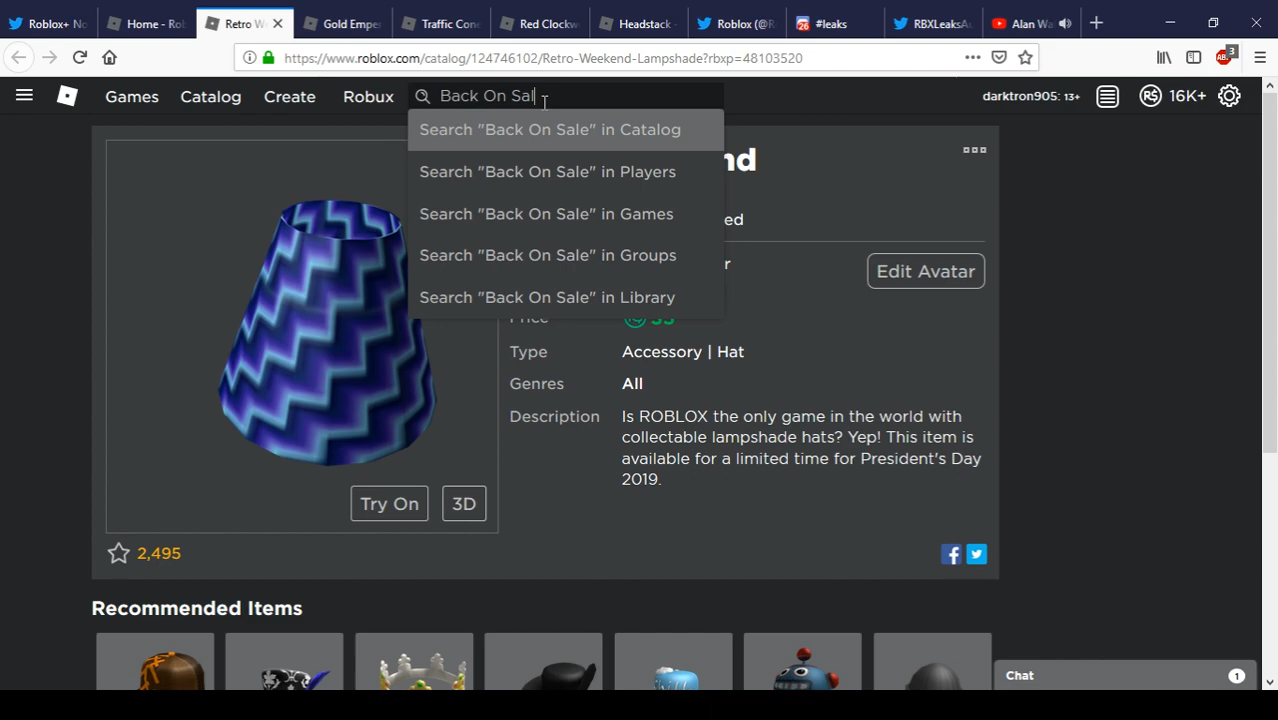 Roblox+ N
Home - Rob
Retro W
Gold Empe
Traffic Con
Red Clockw
Headstack -
Roblox (@R
26
#leaks
RBXLeaksA
Alan Wa
https://www.roblox.com/catalog/124746102/Retro-Weekend-Lampshade?rbxp=48103520
ABP
3
Games
Catalog
Create
Robux
Back On Sal
darktron905: 13+
R$
16K+
Search "Back On Sale" in Catalog
Search "Back On Sale" in Players
Search "Back On Sale" in Games
Search "Back On Sale" in Groups
Search "Back On Sale" in Library
nd
ed
r
Edit Avatar
Price
35
Type
Accessory | Hat
Genres
All
Description
Is ROBLOX the only game in the world with
collectable lampshade hats? Yep! This item is
available for a limited time for President's Day
2019.
Try On
3D
2,495
Recommended Items
Chat
1